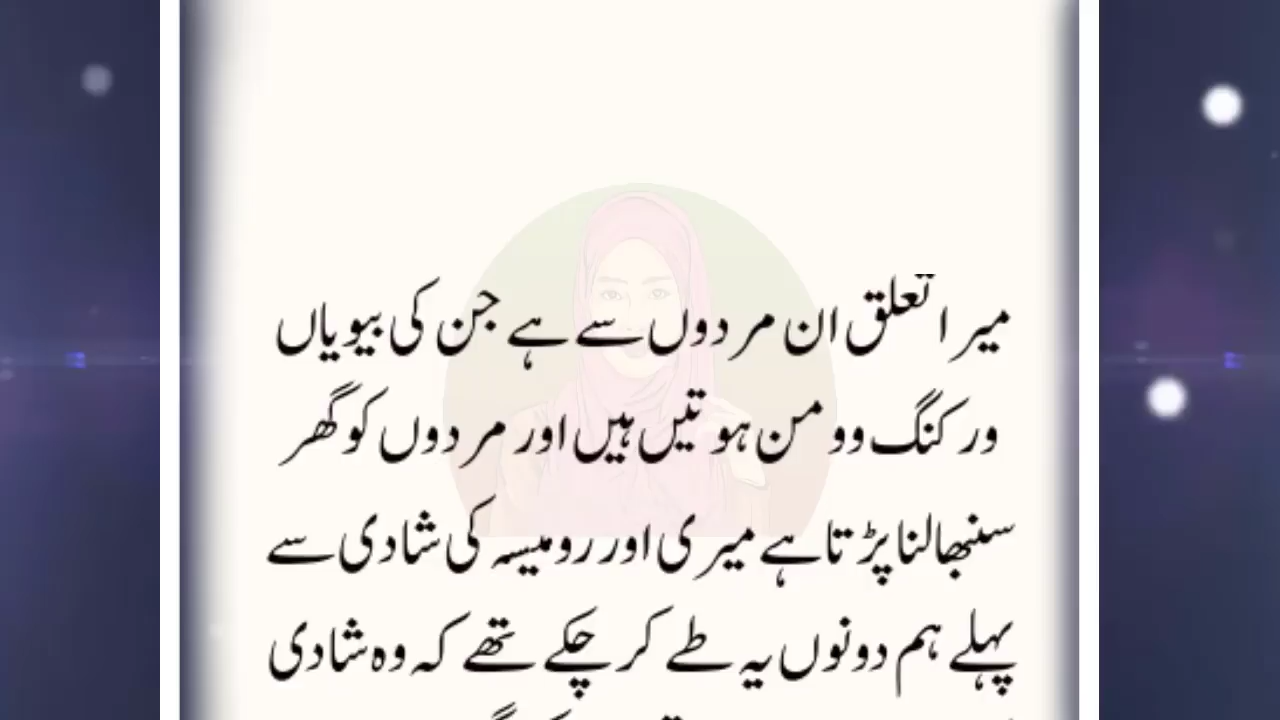 میرا تعلق ان مردوں سے ہے جن کی بیویاں
ورکنگ وومن ہوتیں ہیں اور مردوں کو گھر
سنبھالنا پڑتا ہے میری اور رومیسہ کی شادی سے
پہلے ہم دونوں یہ طے کر چکے تھے کہ وہ شادی